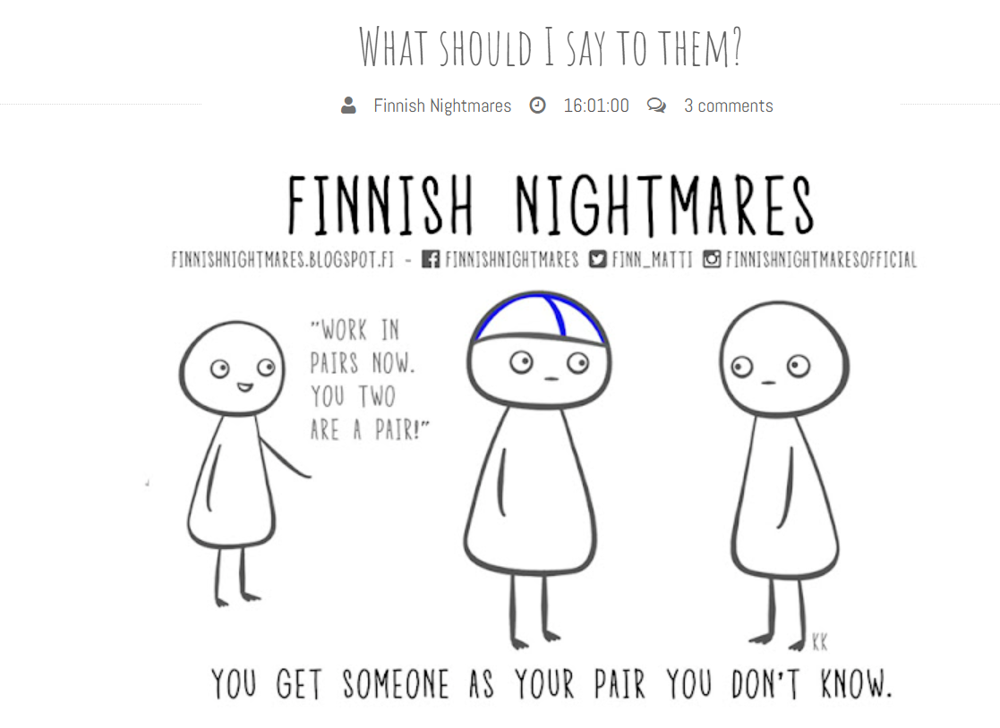 WHAT SHOULD I SAY TO THEM?
Finnish Nightmares 16:01:00 3 comments
FINNISH NIGHTMARES
FINNISHNIGHTMARES.BLOGSPOT.FI - FINNISHNIGHTMARES FINN_MATTI FINNISHNIGHTMARESOFFICIAL
"WORK IN
PAIRS NOW.
YOU TWO
ARE A PAIR!"
KK
YOU GET SOMEONE AS YOUR PAIR YOU DON'T KNOW.